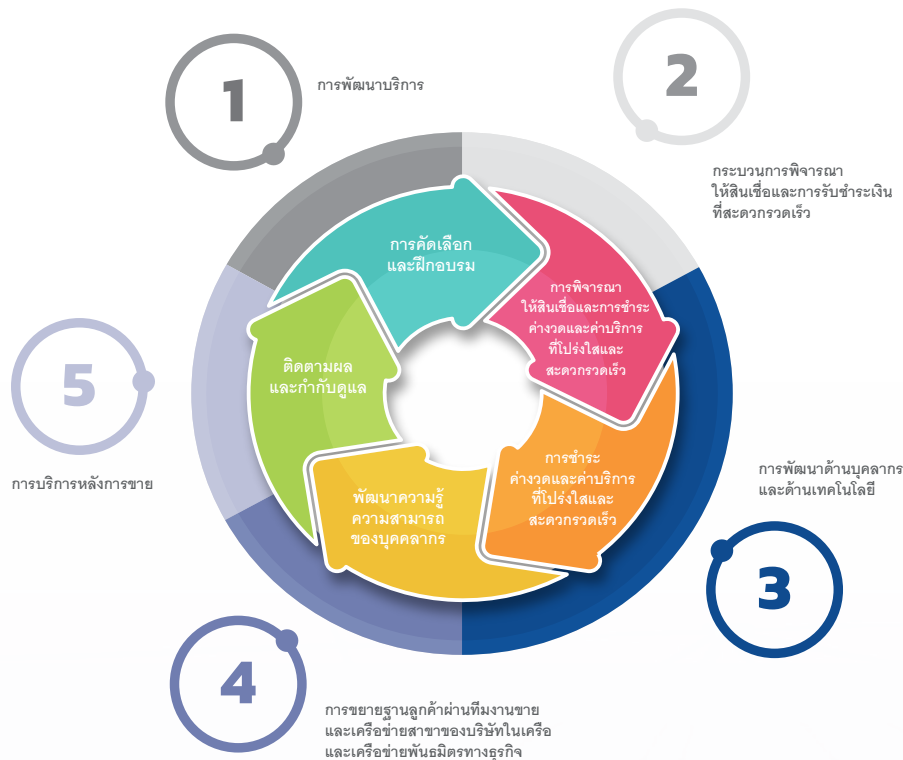 1
การพัฒนาบริการ
2
กระบวนการพิจารณา
ให้สินเชื่อและการรับชำระเงิน
ที่สะดวกรวดเร็ว
การคัดเลือก
และฝึกอบรม
การพิจารณา
ให้สินเชื่อและการชำระ
ค่างวดและค่าบริการ
ที่โปร่งใสและ
สะดวกรวดเร็ว
ติดตามผล
และกำกับดูแล
5
การบริการหลังการขาย
การชำระ
ค่างวดและค่าบริการ
ที่โปร่งใสและ
สะดวกรวดเร็ว
พัฒนาความรู้
ความสามารถ
ของบุคคลากร
การพัฒนาด้านบุคลากร
และด้านเทคโนโลยี
3
4
การขยายฐานลูกค้าผ่านทีมงานขาย
และเครือข่ายสาขาของบริษัทในเครือ
และเครือข่ายพันธมิตรทางธุรกิจ